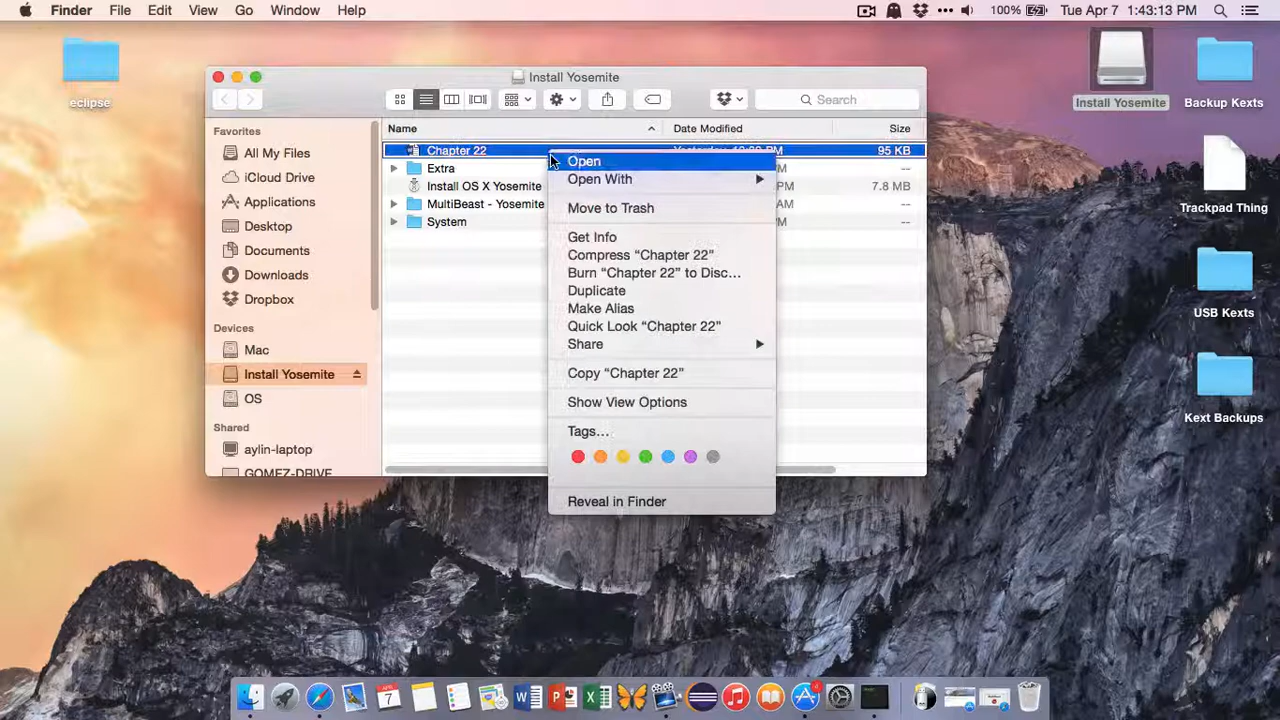 Finder File Edit View Go Window Help 100% Tue Apr 7 1:43:13 PM
eclipse
Install Yosemite
Backup Kexts
Trackpad Thing
USB Kexts
Kext Backups
Install Yosemite
Search
Favorites
All My Files
iCloud Drive
Applications
Desktop
Documents
Downloads
Dropbox
Devices
Mac
Install Yosemite
OS
Shared
aylin-laptop
GOMEZ-DRIVE
Name Date Modified Size
Chapter 22 95 KB
Extra --
Install OS X Yosemite PM 7.8 MB
MultiBeast - Yosemite AM --
System PM --
Open
Open With
Move to Trash
Get Info
Compress “Chapter 22”
Burn “Chapter 22” to Disc…
Duplicate
Make Alias
Quick Look “Chapter 22”
Share
Copy “Chapter 22”
Show View Options
Tags…
Reveal in Finder